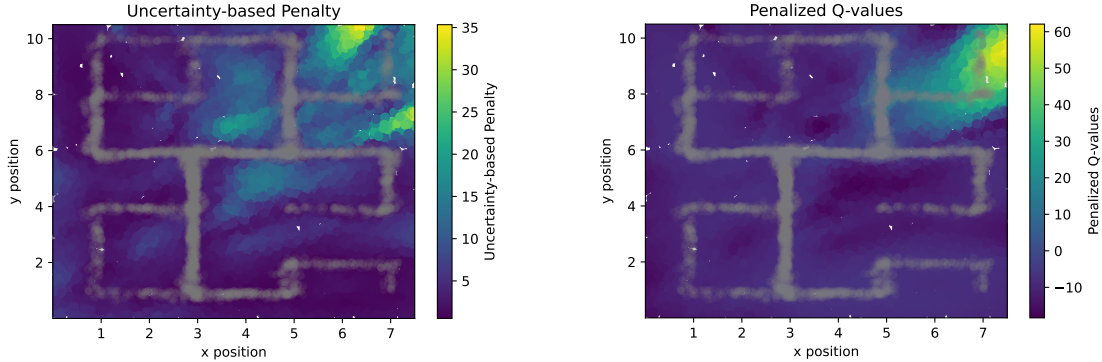 Uncertainty-based Penalty
10
8
6
4
2
1 2 3 4 5 6 7
x position
y position
35
30
25
20
15
10
5
Uncertainty-based Penalty
Penalized Q-values
10
8
6
4
2
1 2 3 4 5 6 7
x position
y position
60
50
40
30
20
10
0
−10
Penalized Q-values